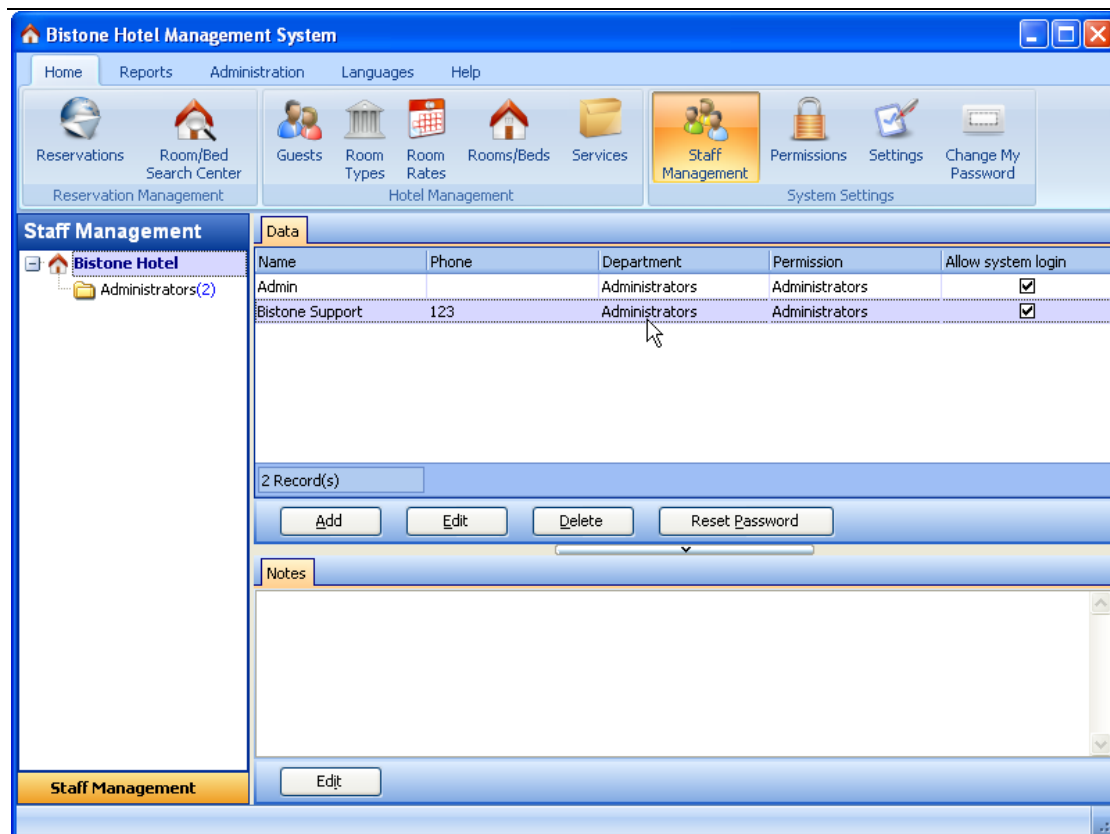 Bistone Hotel Management System
Home Reports Administration Languages Help
Reservations Room/Bed Search Center Guests Room Types Room Rates Rooms/Beds Services Staff Management Permissions Settings Change My Password
Reservation Management Hotel Management System Settings
Staff Management
Bistone Hotel
Administrators(2)
Data
Name Phone Department Permission Allow system login
Admin Administrators Administrators
Bistone Support 123 Administrators Administrators
2 Record(s)
Add Edit Delete Reset Password
Notes
Edit
Staff Management